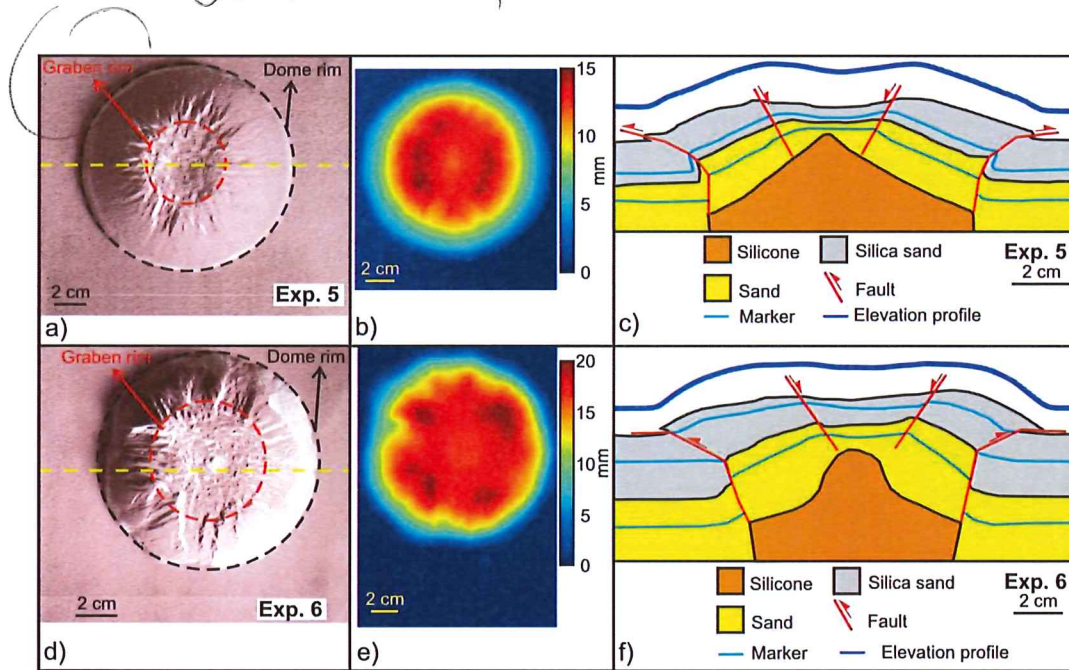 Graben rim
Dome rim
2 cm
Exp. 5
a)
15
10
5
0
mm
2 cm
b)
Silicone
Silica sand
Exp. 5
2 cm
Sand
Fault
Marker
Elevation profile
c)
Graben rim
Dome rim
2 cm
Exp. 6
d)
20
15
10
5
0
mm
2 cm
e)
Silicone
Silica sand
Exp. 6
2 cm
Sand
Fault
Marker
Elevation profile
f)